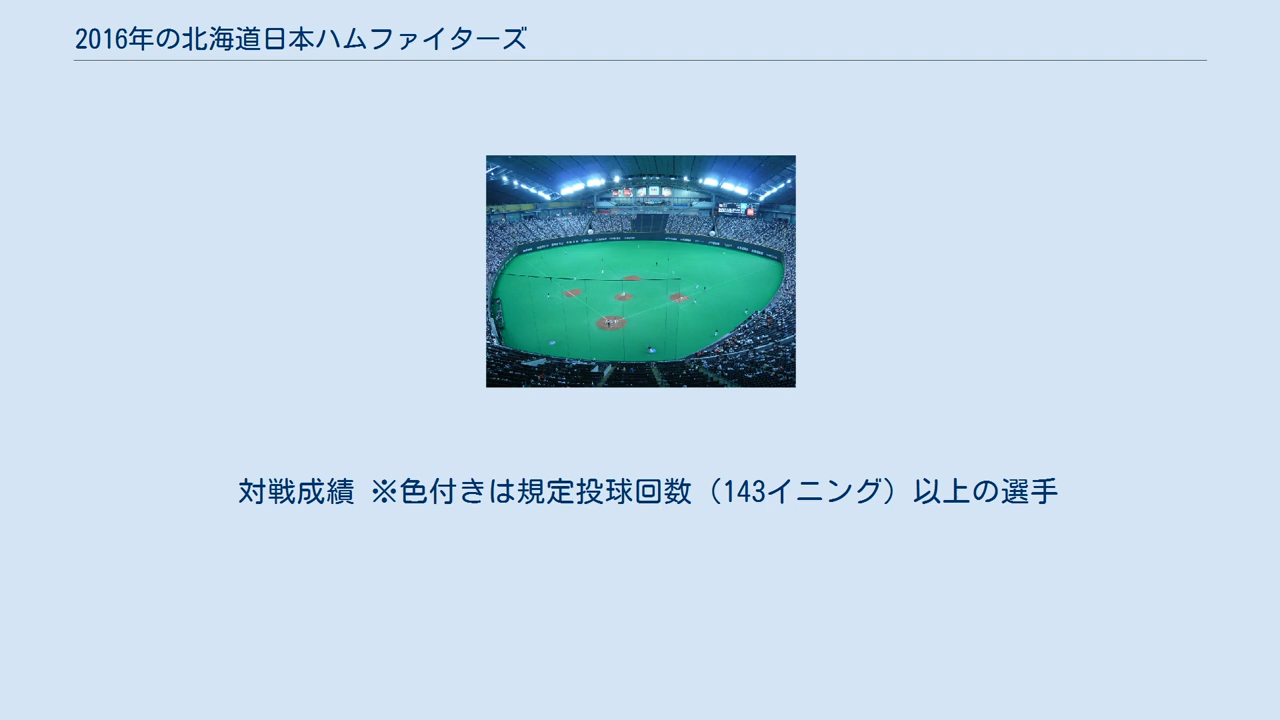 2016年の北海道日本ハムファイターズ
対戦成績 ※色付きは規定投球回数（143イニング）以上の選手